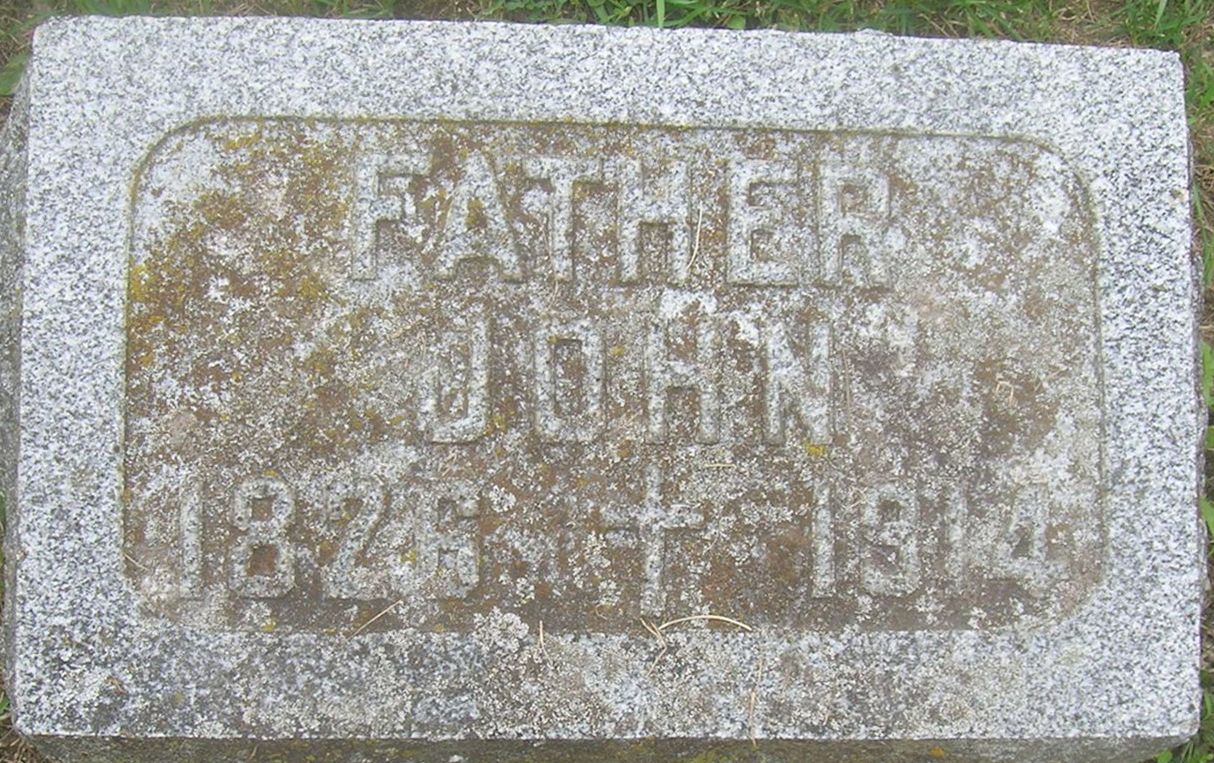 FATHER
JOHN
1826 † 1914